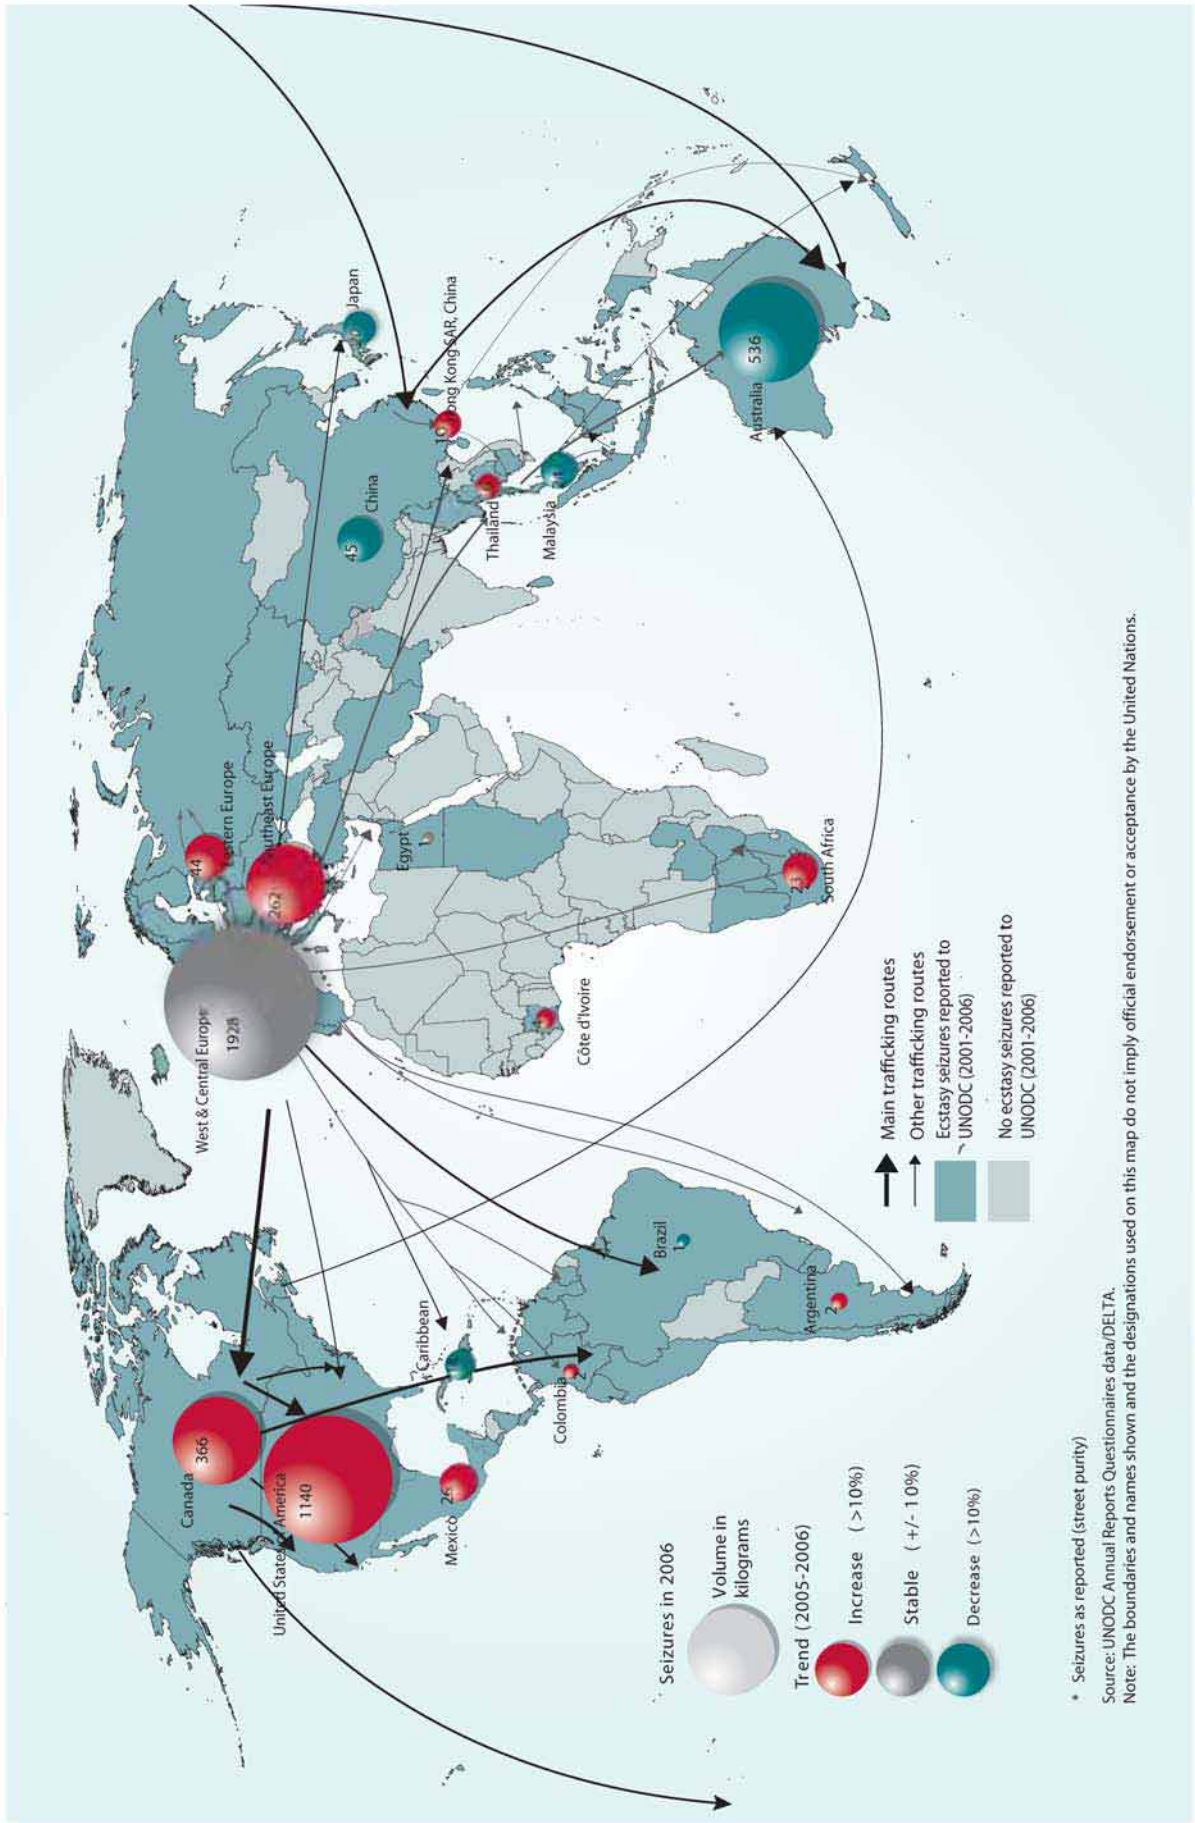 Canada
366
United States America
1140
Mexico
26
Caribbean
Colombia
2
Brazil
1
Argentina
2
West & Central Europe
1928
44
Eastern Europe
262
Southeast Europe
Egypt
Côte d'Ivoire
23
South Africa
China
45
Japan
Hong Kong SAR, China
Thailand
Malaysia
Australia
536
Seizures in 2006
Volume in
kilograms
Trend (2005-2006)
Increase (>10%)
Stable (+/- 10%)
Decrease (>10%)
Main trafficking routes
Other trafficking routes
Ecstasy seizures reported to
UNODC (2001-2006)
No ecstasy seizures reported to
UNODC (2001-2006)
* Seizures as reported (street purity)
Source: UNODC Annual Reports Questionnaires data/DELTA.
Note: The boundaries and names shown and the designations used on this map do not imply official endorsement or acceptance by the United Nations.